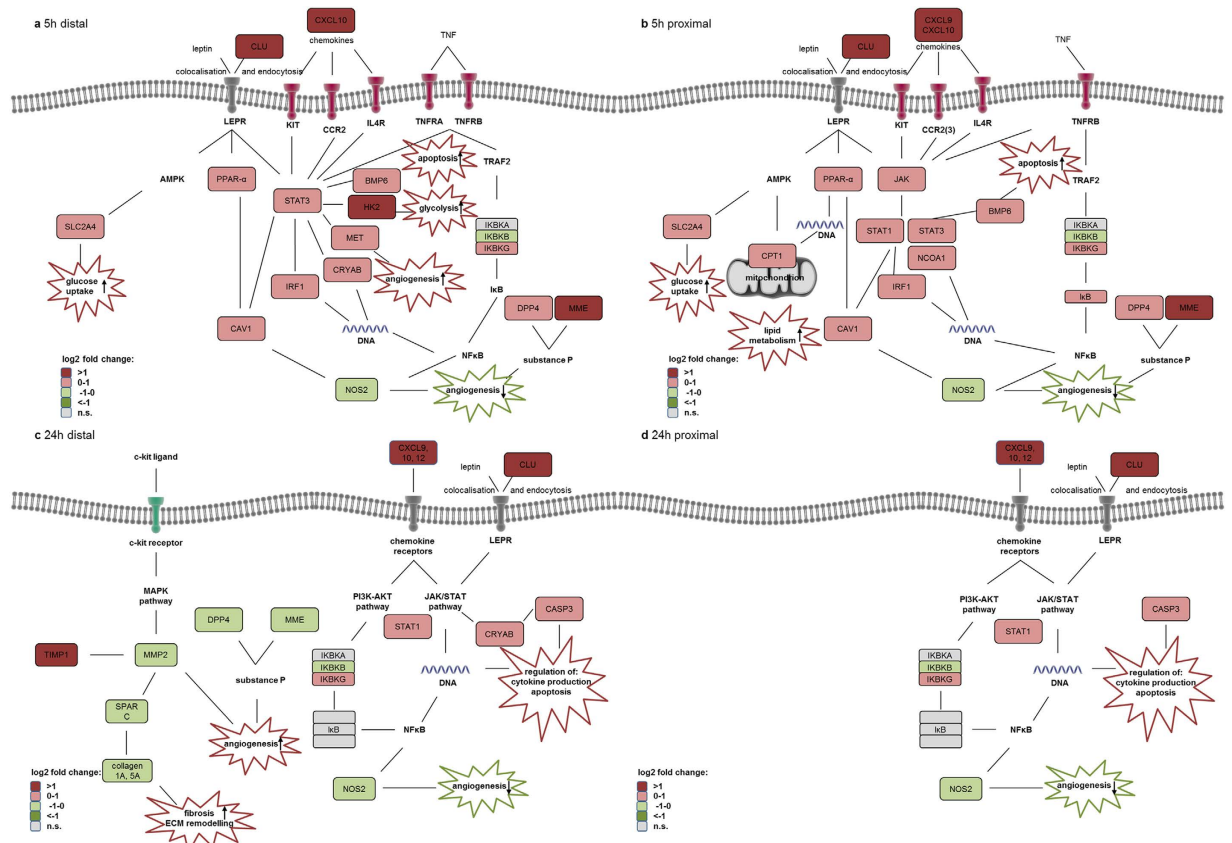 a 5h distal
CXCL10
chemokines
TNF
leptin
CLU
colocalisation
and endocytosis
LEPR
KIT
CCR2
IL4R
TNFRA
TNFRB
apoptosis
TRAF2
AMPK
PPAR-α
BMP6
STAT3
HK2
glycolysis
SLC2A4
IKBKA
IKBKB
IKBKG
MET
CRYAB
angiogenesis
glucose
uptake
IRF1
IκB
DPP4
MME
CAV1
DNA
NFκB
substance P
log2 fold change:
>1
0-1
-1-0
<-1
n.s.
NOS2
angiogenesis
b 5h proximal
CXCL9
CXCL10
chemokines
TNF
leptin
CLU
colocalisation
and endocytosis
LEPR
KIT
CCR2(3)
IL4R
TNFRB
apoptosis
TRAF2
AMPK
PPAR-α
JAK
BMP6
SLC2A4
DNA
STAT1
STAT3
IKBKA
IKBKB
IKBKG
CPT1
mitochondrion
NCOA1
glucose
uptake
IRF1
IκB
DPP4
MME
lipid
metabolism
CAV1
DNA
NFκB
substance P
log2 fold change:
>1
0-1
-1-0
<-1
n.s.
NOS2
angiogenesis
c 24h distal
c-kit ligand
CXCL9,
10, 12
leptin
CLU
colocalisation
and endocytosis
c-kit receptor
chemokine
receptors
LEPR
MAPK
pathway
PI3K-AKT
pathway
JAK/STAT
pathway
DPP4
MME
STAT1
CASP3
CRYAB
TIMP1
MMP2
IKBKA
IKBKB
IKBKG
substance P
DNA
regulation of:
cytokine production
apoptosis
SPAR
C
IκB
NFκB
angiogenesis
collagen
1A, 5A
NOS2
angiogenesis
log2 fold change:
>1
0-1
-1-0
<-1
n.s.
fibrosis
ECM remodelling
d 24h proximal
CXCL9,
10, 12
leptin
CLU
colocalisation
and endocytosis
chemokine
receptors
LEPR
PI3K-AKT
pathway
JAK/STAT
pathway
CASP3
STAT1
IKBKA
IKBKB
IKBKG
DNA
regulation of:
cytokine production
apoptosis
IκB
NFκB
log2 fold change:
>1
0-1
-1-0
<-1
n.s.
NOS2
angiogenesis